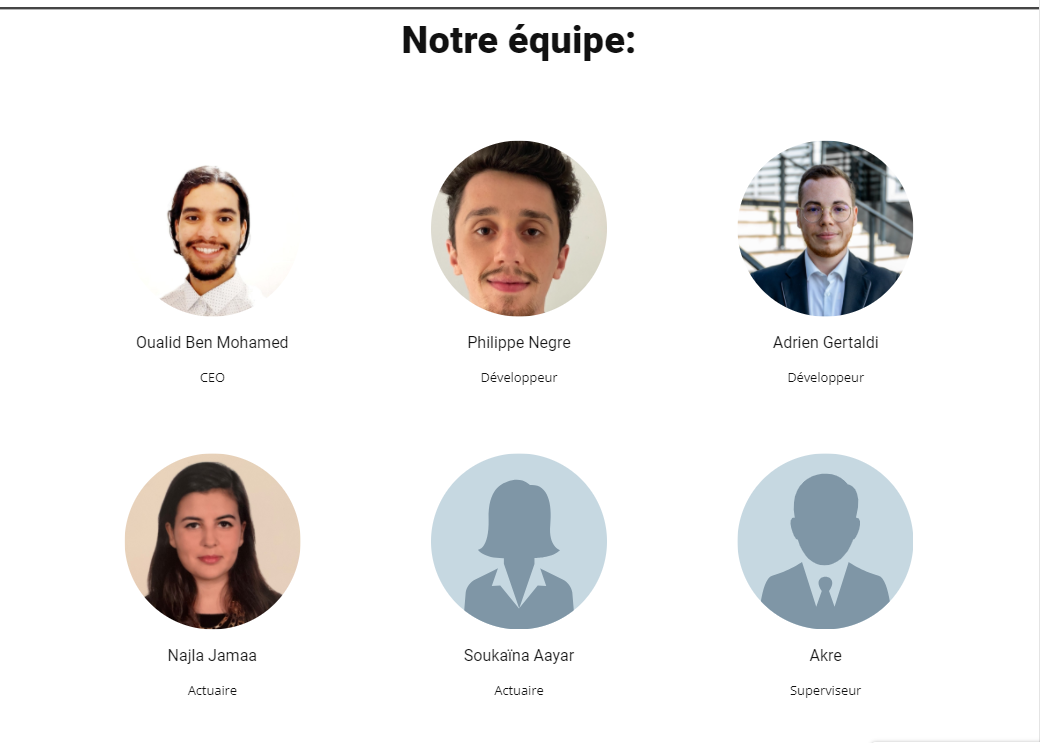 Notre équipe:
Oualid Ben Mohamed
Philippe Negre
Adrien Gertaldi
CEO
Développeur
Développeur
Najla Jamaa
Soukaïna Aayar
Akre
Actuaire
Actuaire
Superviseur